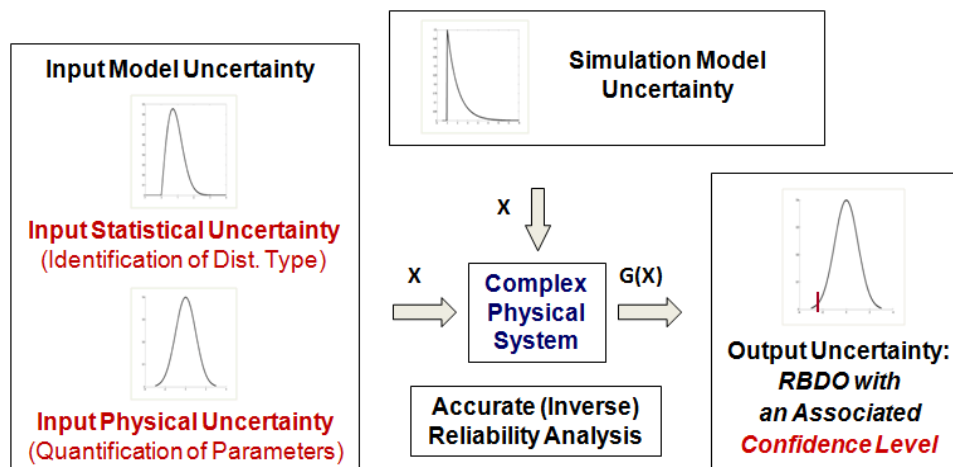 Input Model Uncertainty
Input Statistical Uncertainty
(Identification of Dist. Type)
Input Physical Uncertainty
(Quantification of Parameters)
Simulation Model
Uncertainty
X
X
Complex
Physical
System
G(X)
Accurate (Inverse)
Reliability Analysis
Output Uncertainty:
RBDO with
an Associated
Confidence Level